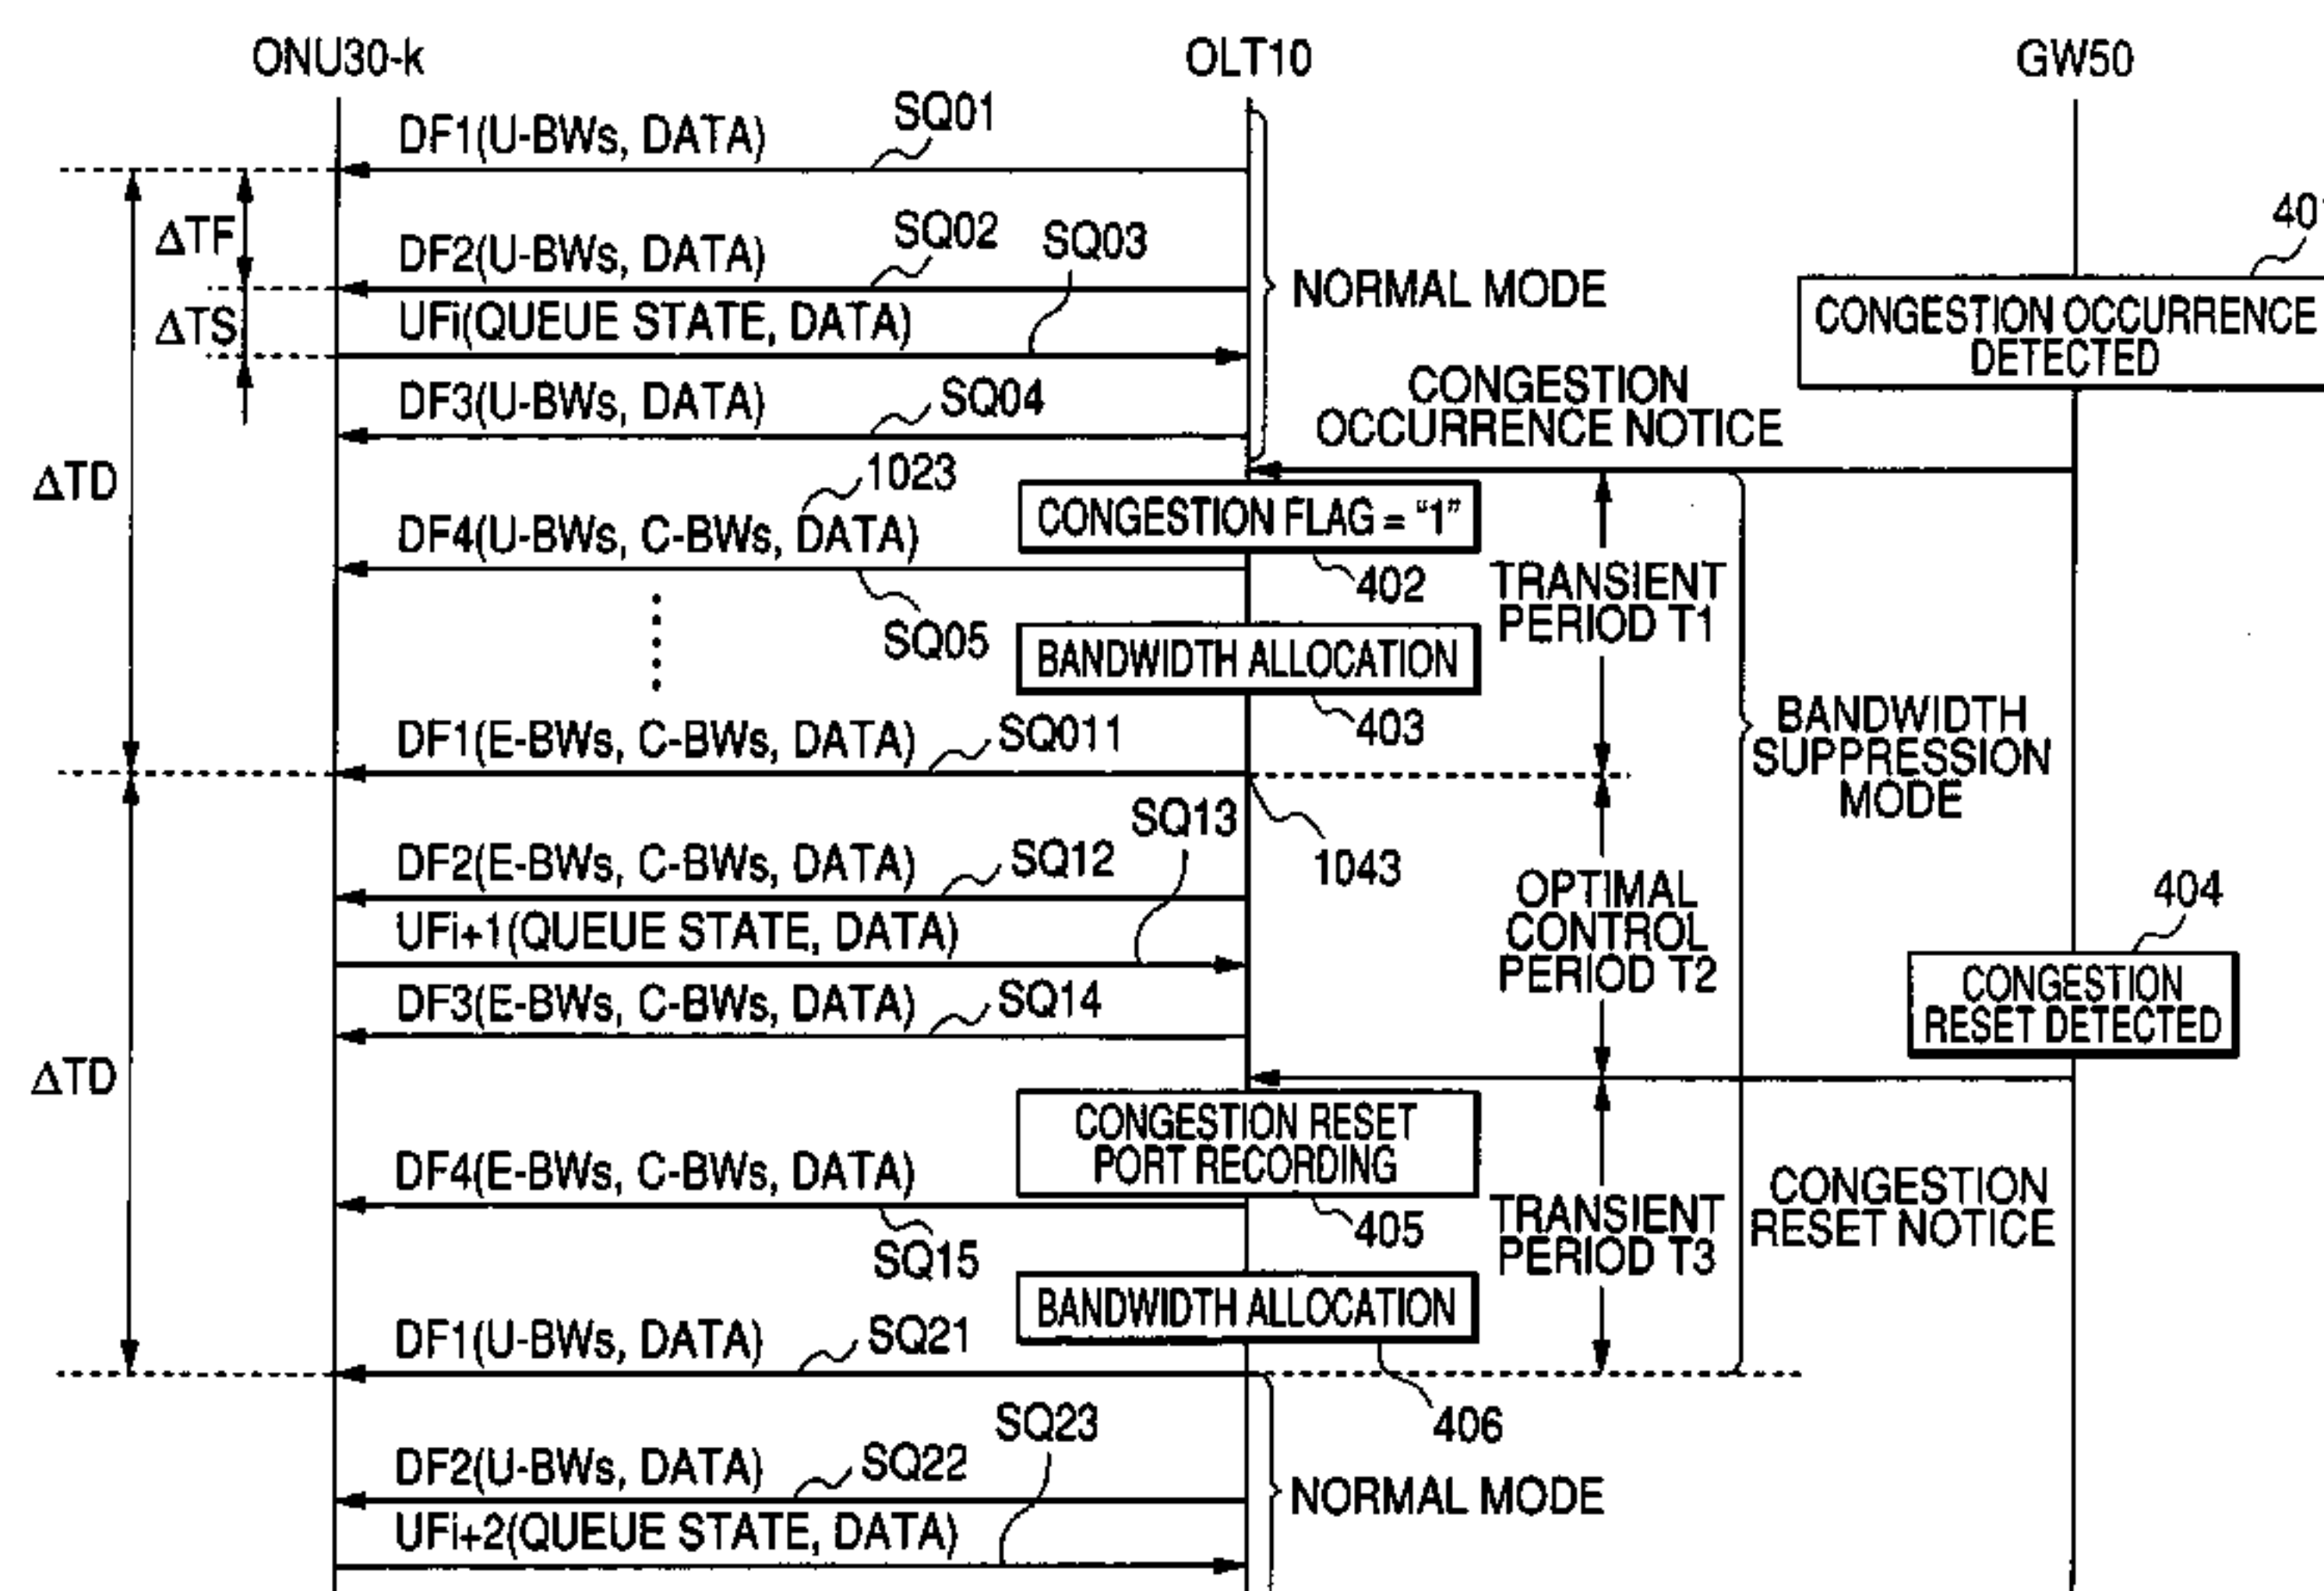 ONU30-k
OLT10
GW50
DF1(U-BWs, DATA)
SQ01
ΔTF
DF2(U-BWs, DATA)
SQ02
SQ03
NORMAL MODE
401
CONGESTION OCCURRENCE
DETECTED
ΔTS
UFi(QUEUE STATE, DATA)
DF3(U-BWs, DATA)
SQ04
CONGESTION
OCCURRENCE NOTICE
ΔTD
1023
DF4(U-BWs, C-BWs, DATA)
CONGESTION FLAG = “1”
402
SQ05
TRANSIENT
PERIOD T1
BANDWIDTH ALLOCATION
403
DF1(E-BWs, C-BWs, DATA)
SQ011
BANDWIDTH
SUPPRESSION
MODE
SQ13
1043
DF2(E-BWs, C-BWs, DATA)
SQ12
UFi+1(QUEUE STATE, DATA)
OPTIMAL
CONTROL
PERIOD T2
404
CONGESTION
RESET DETECTED
DF3(E-BWs, C-BWs, DATA)
SQ14
ΔTD
CONGESTION RESET
PORT RECORDING
405
DF4(E-BWs, C-BWs, DATA)
SQ15
TRANSIENT
PERIOD T3
CONGESTION
RESET NOTICE
BANDWIDTH ALLOCATION
406
DF1(U-BWs, DATA)
SQ21
SQ23
DF2(U-BWs, DATA)
SQ22
NORMAL MODE
UFi+2(QUEUE STATE, DATA)